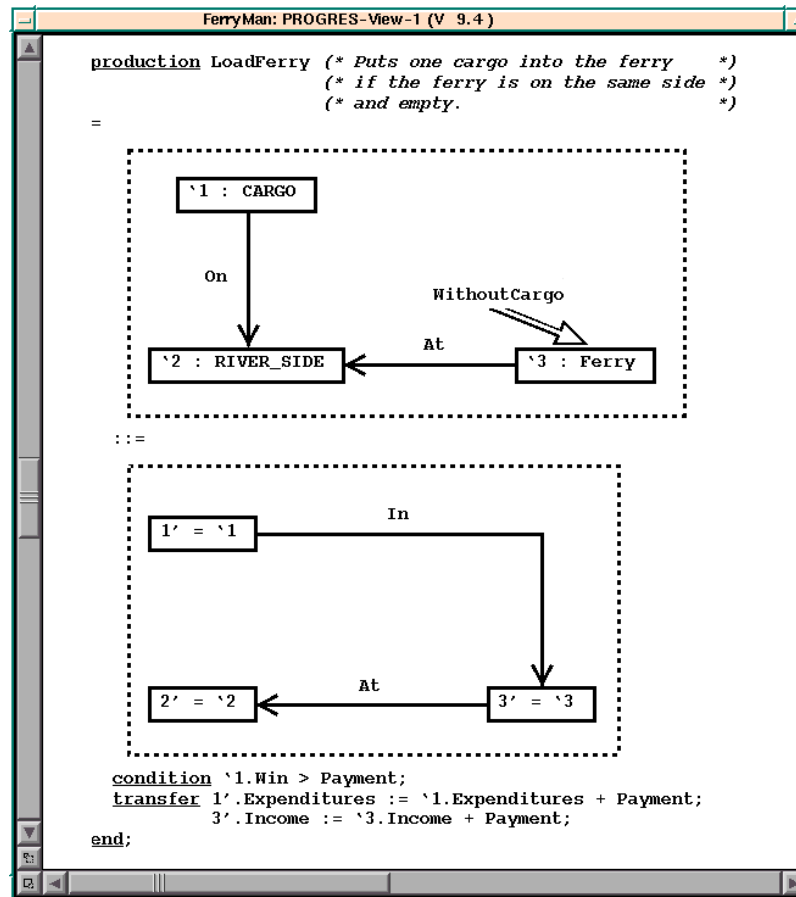 FerryMan: PROGRES-View-1 (V 9.4)
production LoadFerry (* Puts one cargo into the ferry *)
(* if the ferry is on the same side *)
(* and empty. *)
=
`1 : CARGO
On
WithoutCargo
`2 : RIVER_SIDE
At
`3 : Ferry
::=
In
1' = `1
At
2' = `2
3' = `3
condition `1.Win > Payment;
transfer 1'.Expenditures := `1.Expenditures + Payment;
3'.Income := `3.Income + Payment;
end;